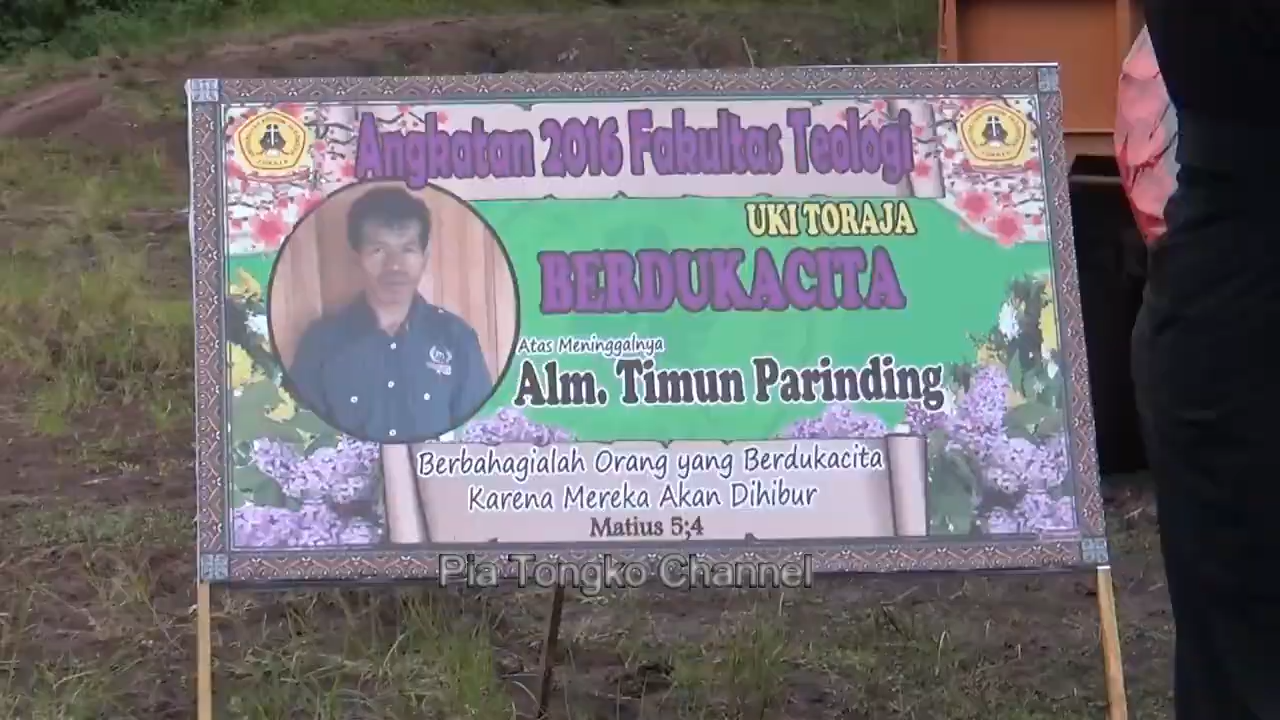 Angkatan 2016 Fakultas Teologi
UKI TORAJA
BERDUKACITA
Atas Meninggalnya
Alm. Timun Parinding
Berbahagialah Orang yang Berdukacita
Karena Mereka Akan Dihibur
Matius 5;4
Pia Tongko Channel